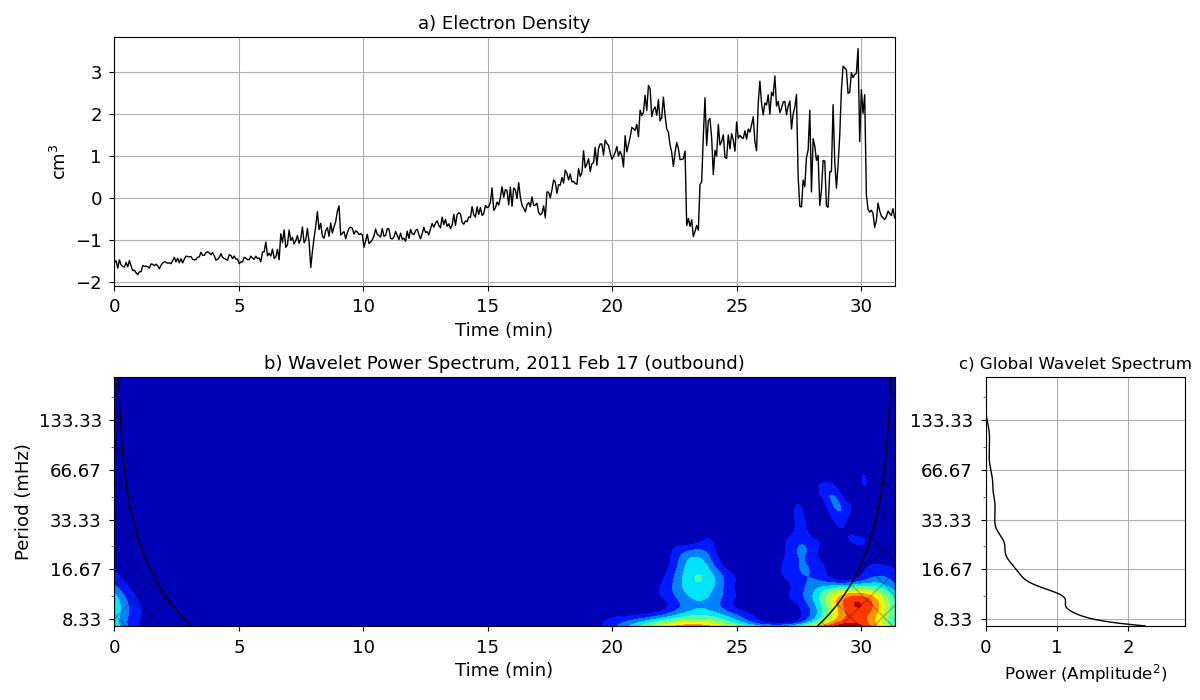 a) Electron Density
cm³
3
2
1
0
−1
−2
0 5 10 15 20 25 30
Time (min)
b) Wavelet Power Spectrum, 2011 Feb 17 (outbound)
Period (mHz)
133.33
66.67
33.33
16.67
8.33
0 5 10 15 20 25 30
Time (min)
c) Global Wavelet Spectrum
133.33
66.67
33.33
16.67
8.33
0 1 2
Power (Amplitude²)